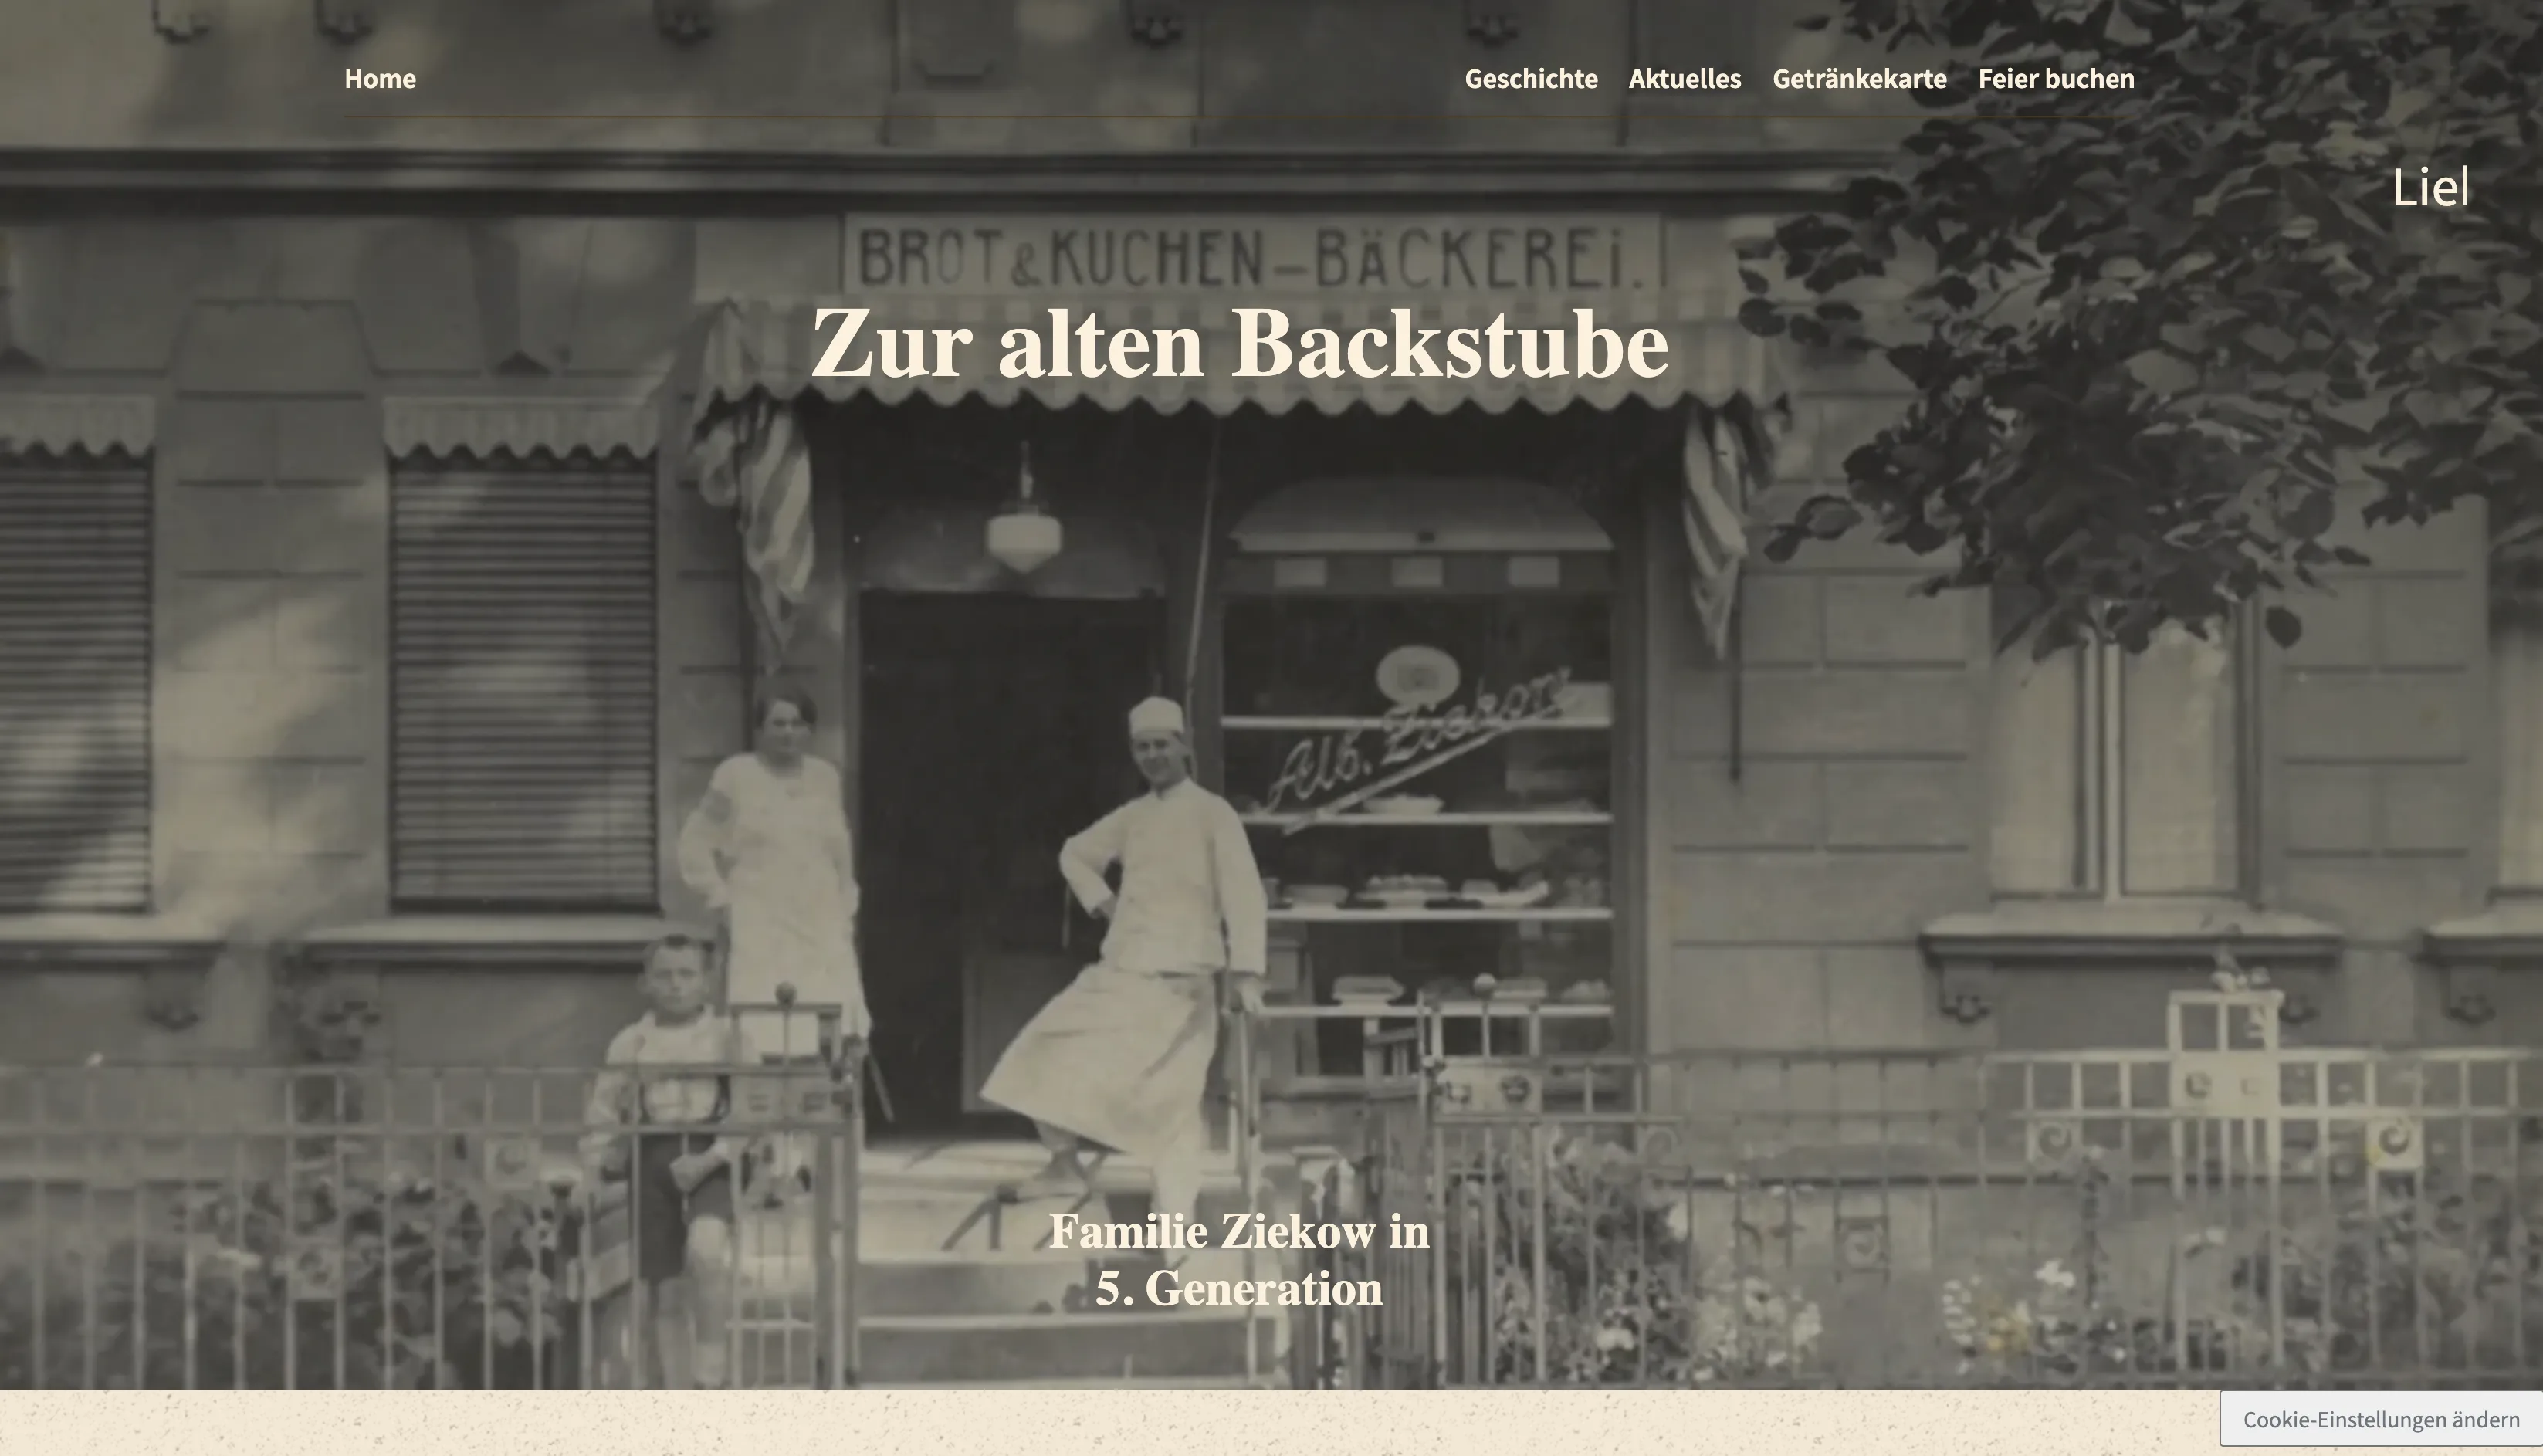 Home
Geschichte Aktuelles Getränkekarte Feier buchen
Liel
BROT & KUCHEN – BÄCKEREi.
Zur alten Backstube
Alb. Ziekow
Familie Ziekow in
5. Generation
Cookie-Einstellungen ändern